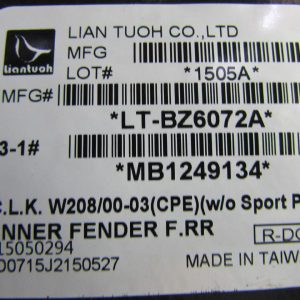 LIAN TUOH CO.,LTD
Liantuoh
MFG
LOT# *1505A*
MFG#
*LT-BZ6072A*
3-1#
*MB1249134*
C.L.K. W208/00-03(CPE)(w/o Sport P
INNER FENDER F.RR
15050294
00715J2150527
MADE IN TAIW